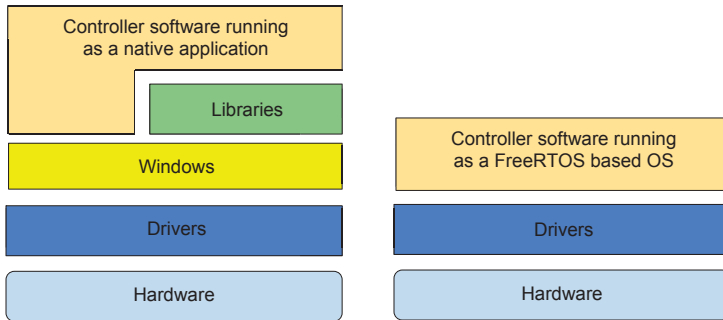 Controller software running
as a native application
Libraries
Windows
Drivers
Hardware
Controller software running
as a FreeRTOS based OS
Drivers
Hardware